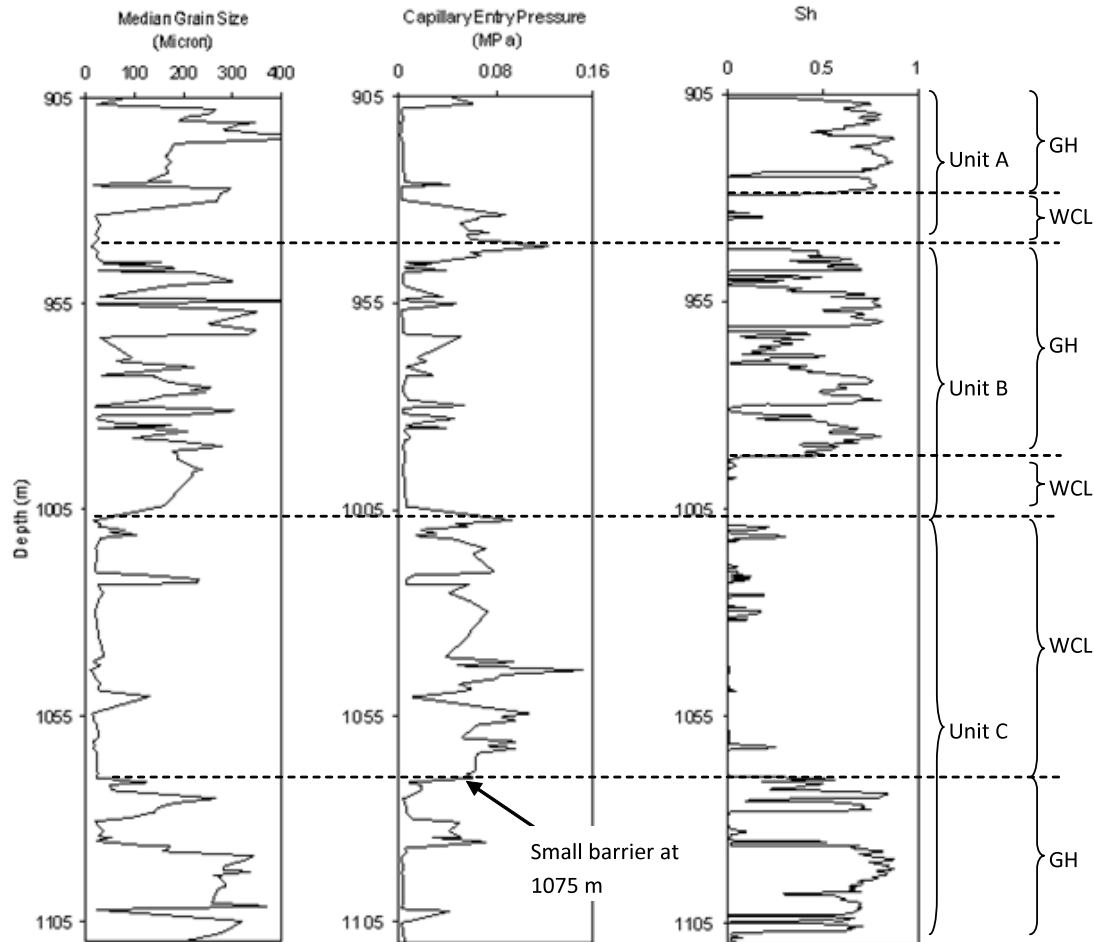 Median Grain Size
(Micron)
0 100 200 300 400
Capillary Entry Pressure
(MPa)
0 0.08 0.16
Sh
0 0.5 1
Depth (m)
905
955
1005
1055
1105
905
955
1005
1055
1105
905
955
1005
1055
1105
Unit A
Unit B
Unit C
GH
WCL
GH
WCL
WCL
GH
Small barrier at
1075 m